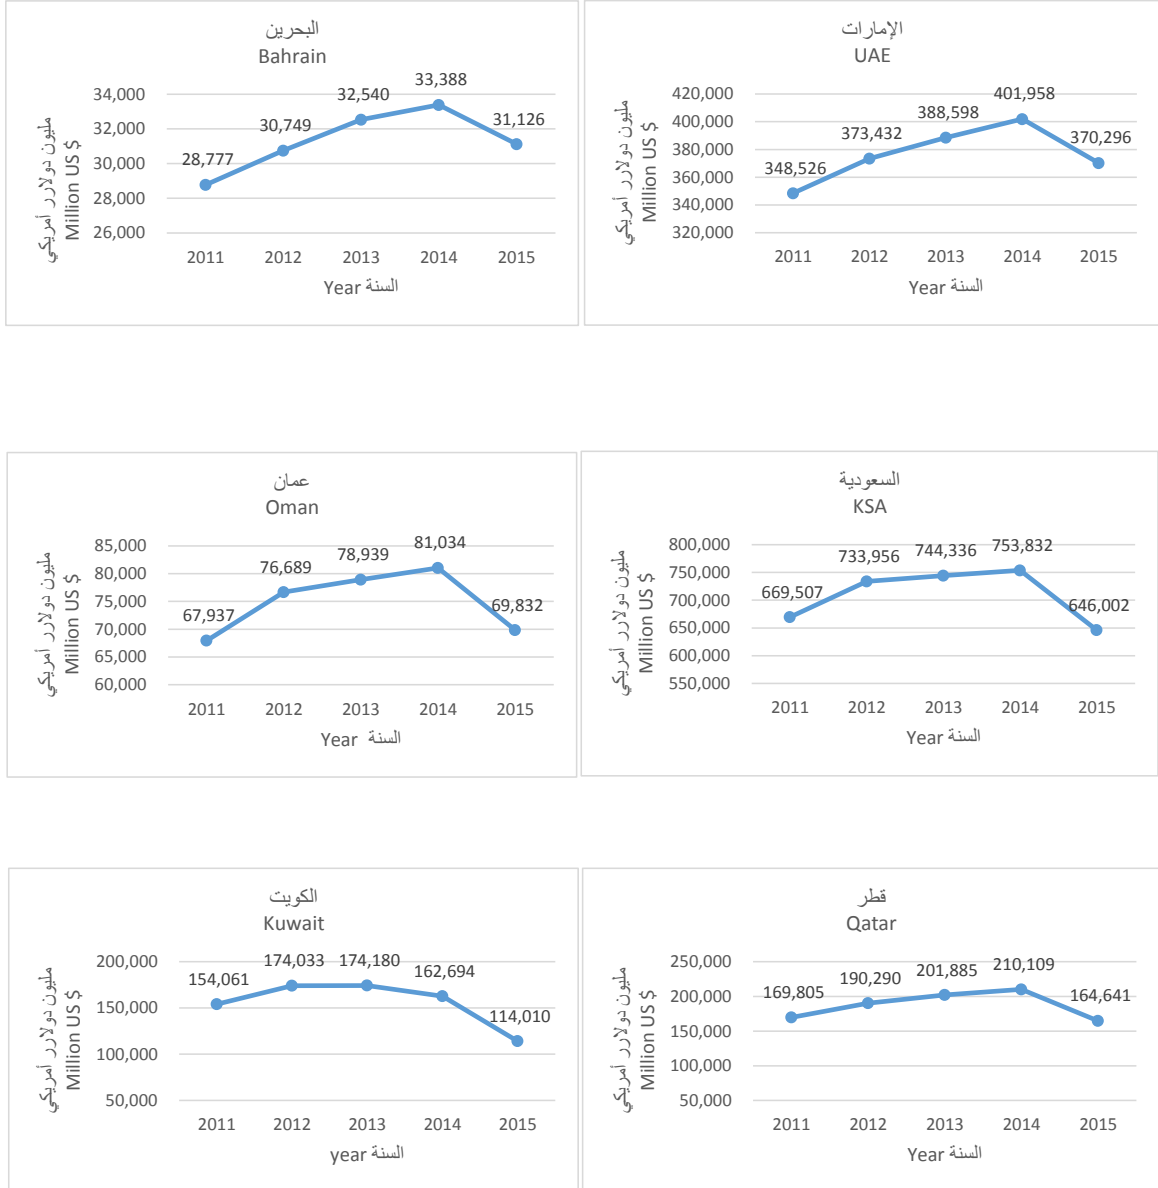 البحرين
Bahrain
مليون دولارر أمريكي
Million US $
34,000
32,000
30,000
28,000
26,000
28,777
30,749
32,540
33,388
31,126
2011 2012 2013 2014 2015
السنة Year
الإمارات
UAE
مليون دولارر أمريكي
Million US $
420,000
400,000
380,000
360,000
340,000
320,000
348,526
373,432
388,598
401,958
370,296
2011 2012 2013 2014 2015
السنة Year
عمان
Oman
مليون دولارر أمريكي
Million US $
85,000
80,000
75,000
70,000
65,000
60,000
67,937
76,689
78,939
81,034
69,832
2011 2012 2013 2014 2015
السنة Year
السعودية
KSA
مليون دولارر أمريكي
Million US $
800,000
750,000
700,000
650,000
600,000
550,000
669,507
733,956
744,336
753,832
646,002
2011 2012 2013 2014 2015
السنة Year
الكويت
Kuwait
مليون دولارر أمريكي
Million US $
200,000
150,000
100,000
50,000
154,061
174,033
174,180
162,694
114,010
2011 2012 2013 2014 2015
السنة year
قطر
Qatar
مليون دولارر أمريكي
Million US $
250,000
200,000
150,000
100,000
50,000
169,805
190,290
201,885
210,109
164,641
2011 2012 2013 2014 2015
السنة Year